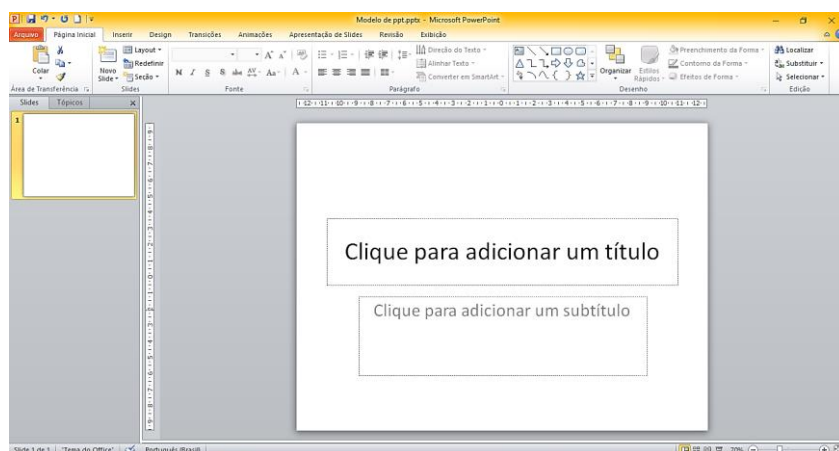 Modelo de ppt.pptx - Microsoft PowerPoint
Arquivo Página Inicial Inserir Design Transições Animações Apresentação de Slides Revisão Exibição
Colar
Área de Transferência
Novo Slide
Layout
Redefinir
Seção
Slides
N I S S abc AV Aa A
Fonte
Direção do Texto
Alinhar Texto
Converter em SmartArt
Parágrafo
Organizar
Estilos Rápidos
Preenchimento da Forma
Contorno da Forma
Efeitos de Forma
Desenho
Localizar
Substituir
Selecionar
Edição
Slides Tópicos
1
Clique para adicionar um título
Clique para adicionar um subtítulo
Slide 1 de 1 "Tema do Office" Português (Brasil) 70%